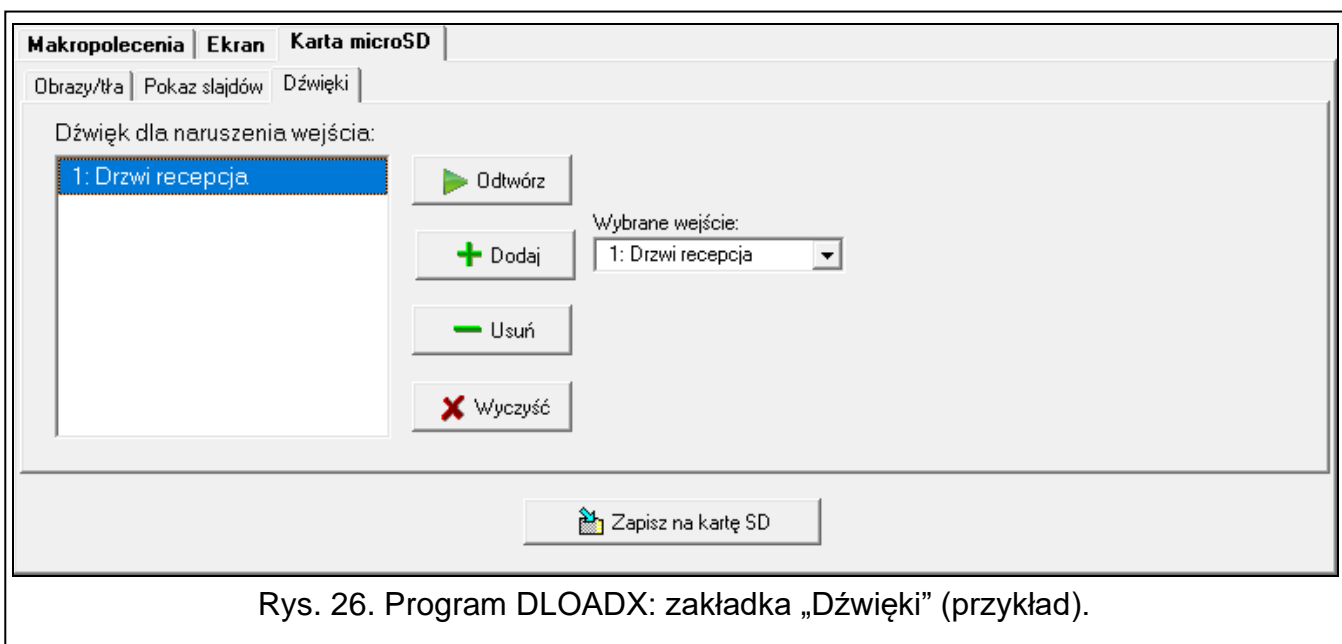 Makropolecenia Ekran Karta microSD
Obrazy/tła Pokaz slajdów Dźwięki
Dźwięk dla naruszenia wejścia:
1: Drzwi recepcja
Odtwórz
Wybrane wejście:
Dodaj
1: Drzwi recepcja
Usuń
Wyczyść
Zapisz na kartę SD
Rys. 26. Program DLOADX: zakładka „Dźwięki” (przykład).